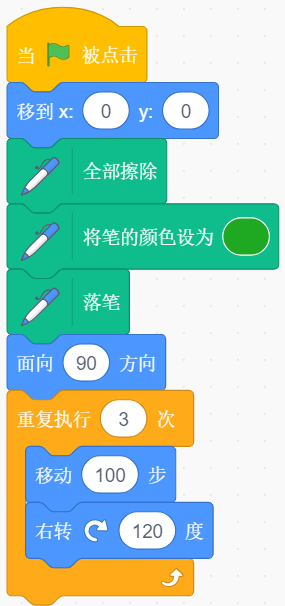 当 被点击
移到 x: 0 y: 0
全部擦除
将笔的颜色设为
落笔
面向 90 方向
重复执行 3 次
移动 100 步
右转 120 度